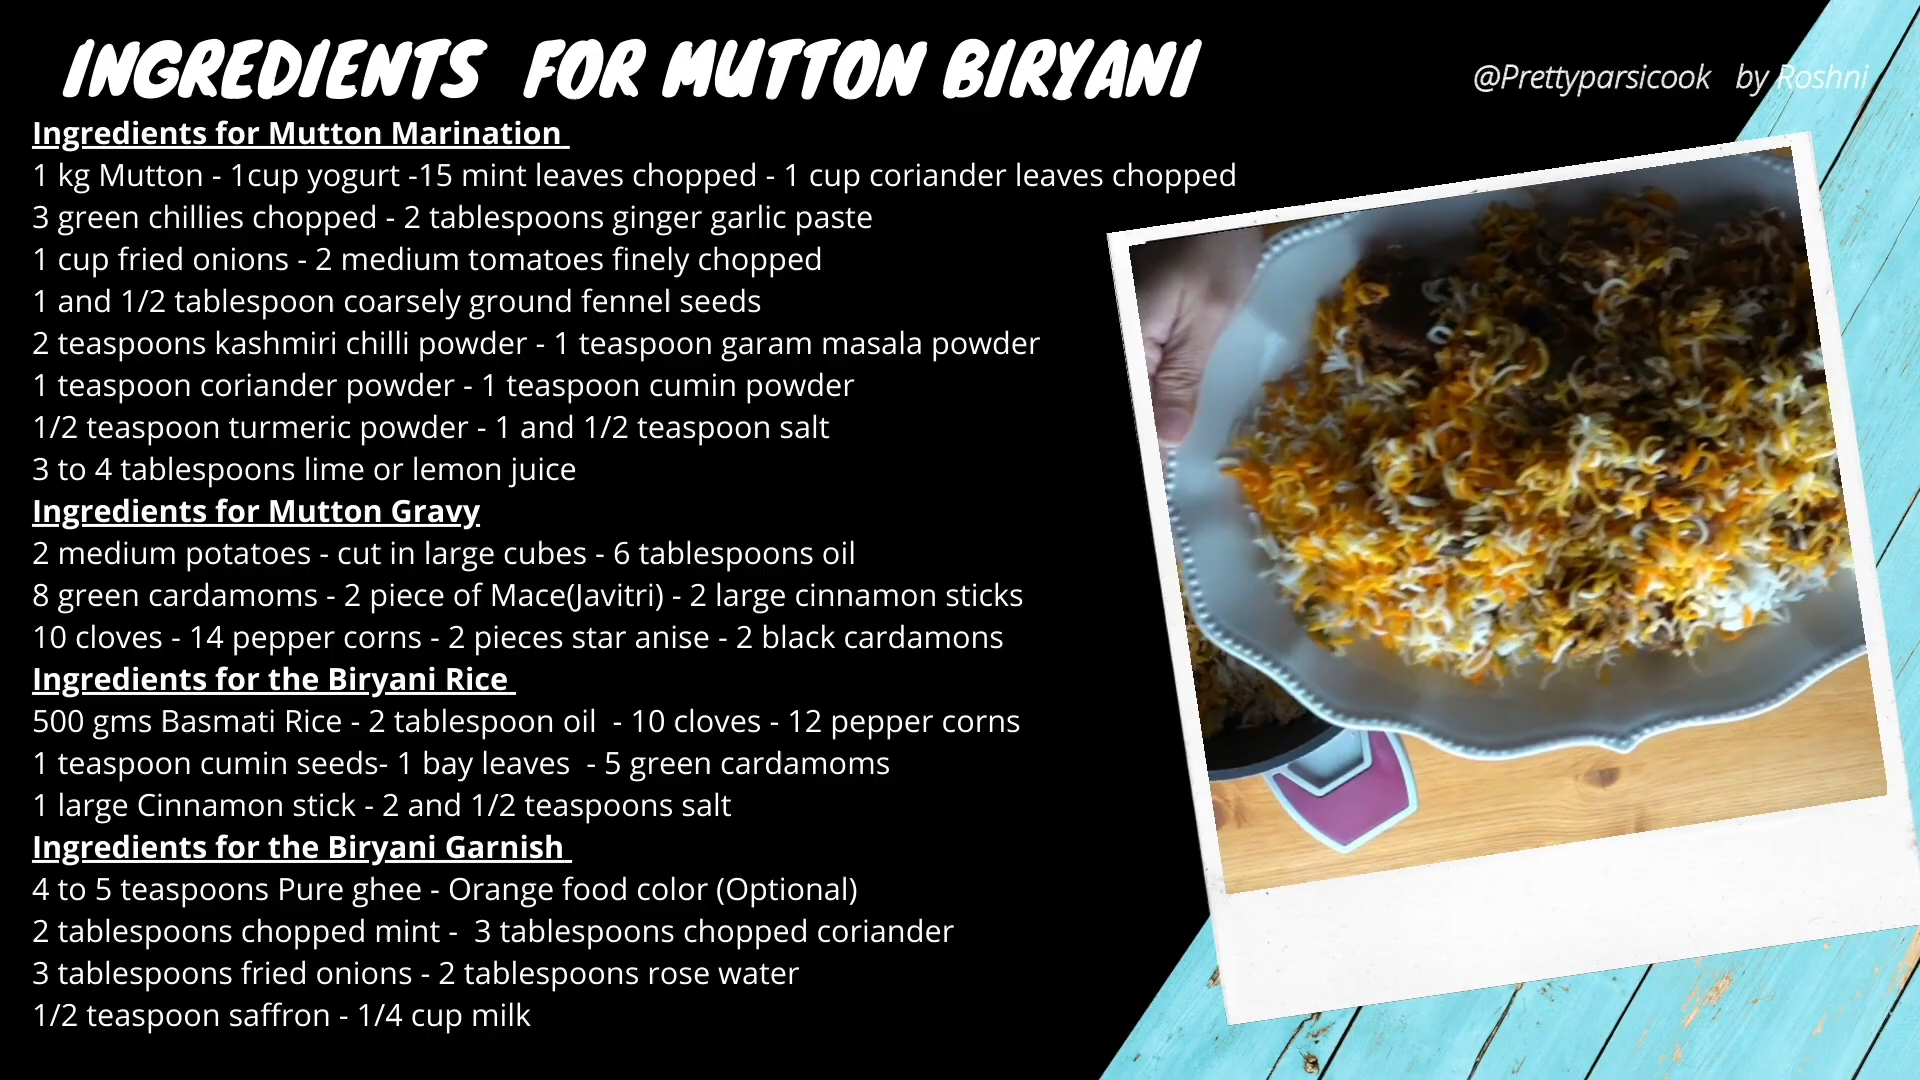 INGREDIENTS FOR MUTTON BIRYANI
@Prettyparsicook by Roshni
Ingredients for Mutton Marination
1 kg Mutton - 1cup yogurt -15 mint leaves chopped - 1 cup coriander leaves chopped
3 green chillies chopped - 2 tablespoons ginger garlic paste
1 cup fried onions - 2 medium tomatoes finely chopped
1 and 1/2 tablespoon coarsely ground fennel seeds
2 teaspoons kashmiri chilli powder - 1 teaspoon garam masala powder
1 teaspoon coriander powder - 1 teaspoon cumin powder
1/2 teaspoon turmeric powder - 1 and 1/2 teaspoon salt
3 to 4 tablespoons lime or lemon juice
Ingredients for Mutton Gravy
2 medium potatoes - cut in large cubes - 6 tablespoons oil
8 green cardamoms - 2 piece of Mace(Javitri) - 2 large cinnamon sticks
10 cloves - 14 pepper corns - 2 pieces star anise - 2 black cardamons
Ingredients for the Biryani Rice
500 gms Basmati Rice - 2 tablespoon oil  - 10 cloves - 12 pepper corns
1 teaspoon cumin seeds- 1 bay leaves  - 5 green cardamoms
1 large Cinnamon stick - 2 and 1/2 teaspoons salt
Ingredients for the Biryani Garnish
4 to 5 teaspoons Pure ghee - Orange food color (Optional)
2 tablespoons chopped mint -  3 tablespoons chopped coriander
3 tablespoons fried onions - 2 tablespoons rose water
1/2 teaspoon saffron - 1/4 cup milk